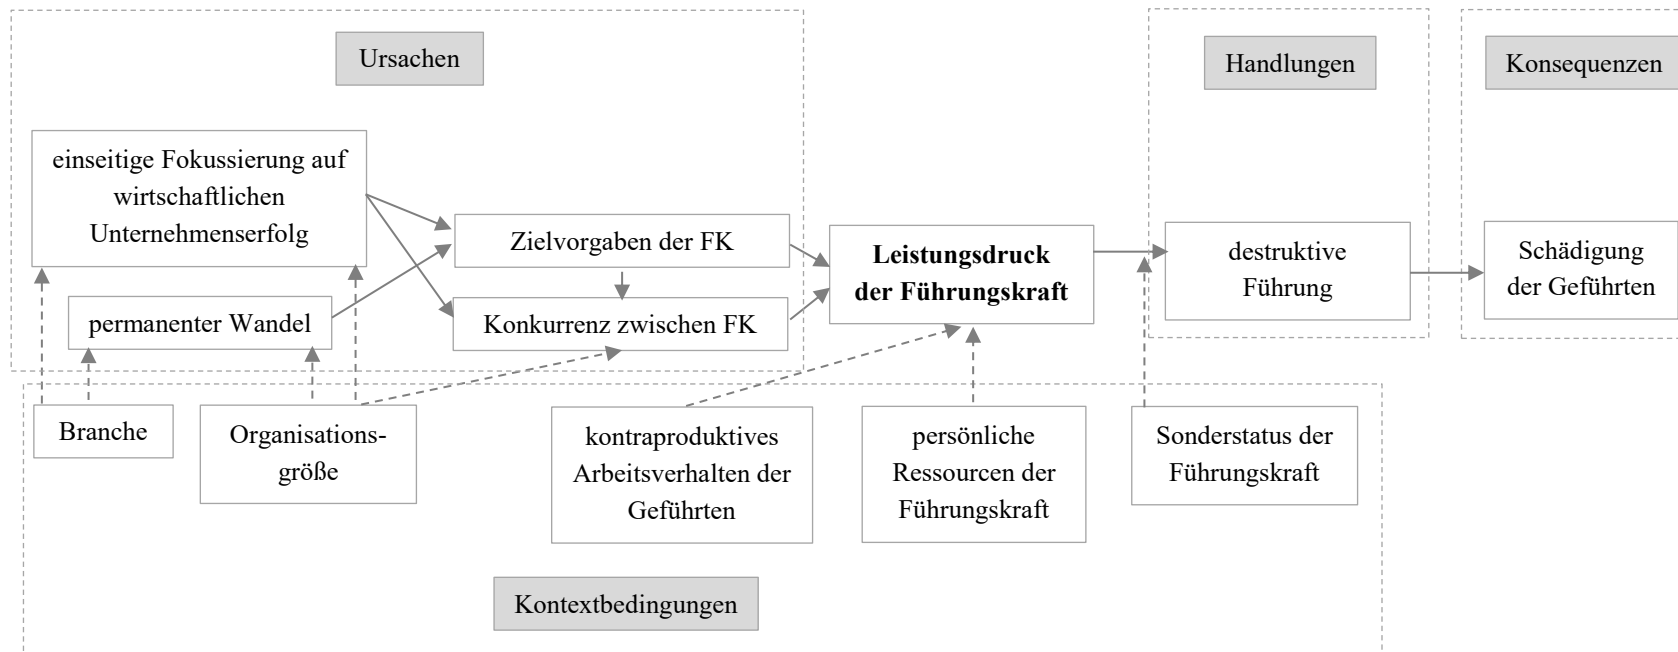 Ursachen
Handlungen
Konsequenzen
einseitige Fokussierung auf
wirtschaftlichen
Unternehmenserfolg
permanenter Wandel
Zielvorgaben der FK
Konkurrenz zwischen FK
Leistungsdruck
der Führungskraft
destruktive
Führung
Schädigung
der Geführten
Branche
Organisations-
größe
kontraproduktives
Arbeitsverhalten der
Geführten
persönliche
Ressourcen der
Führungskraft
Sonderstatus der
Führungskraft
Kontextbedingungen